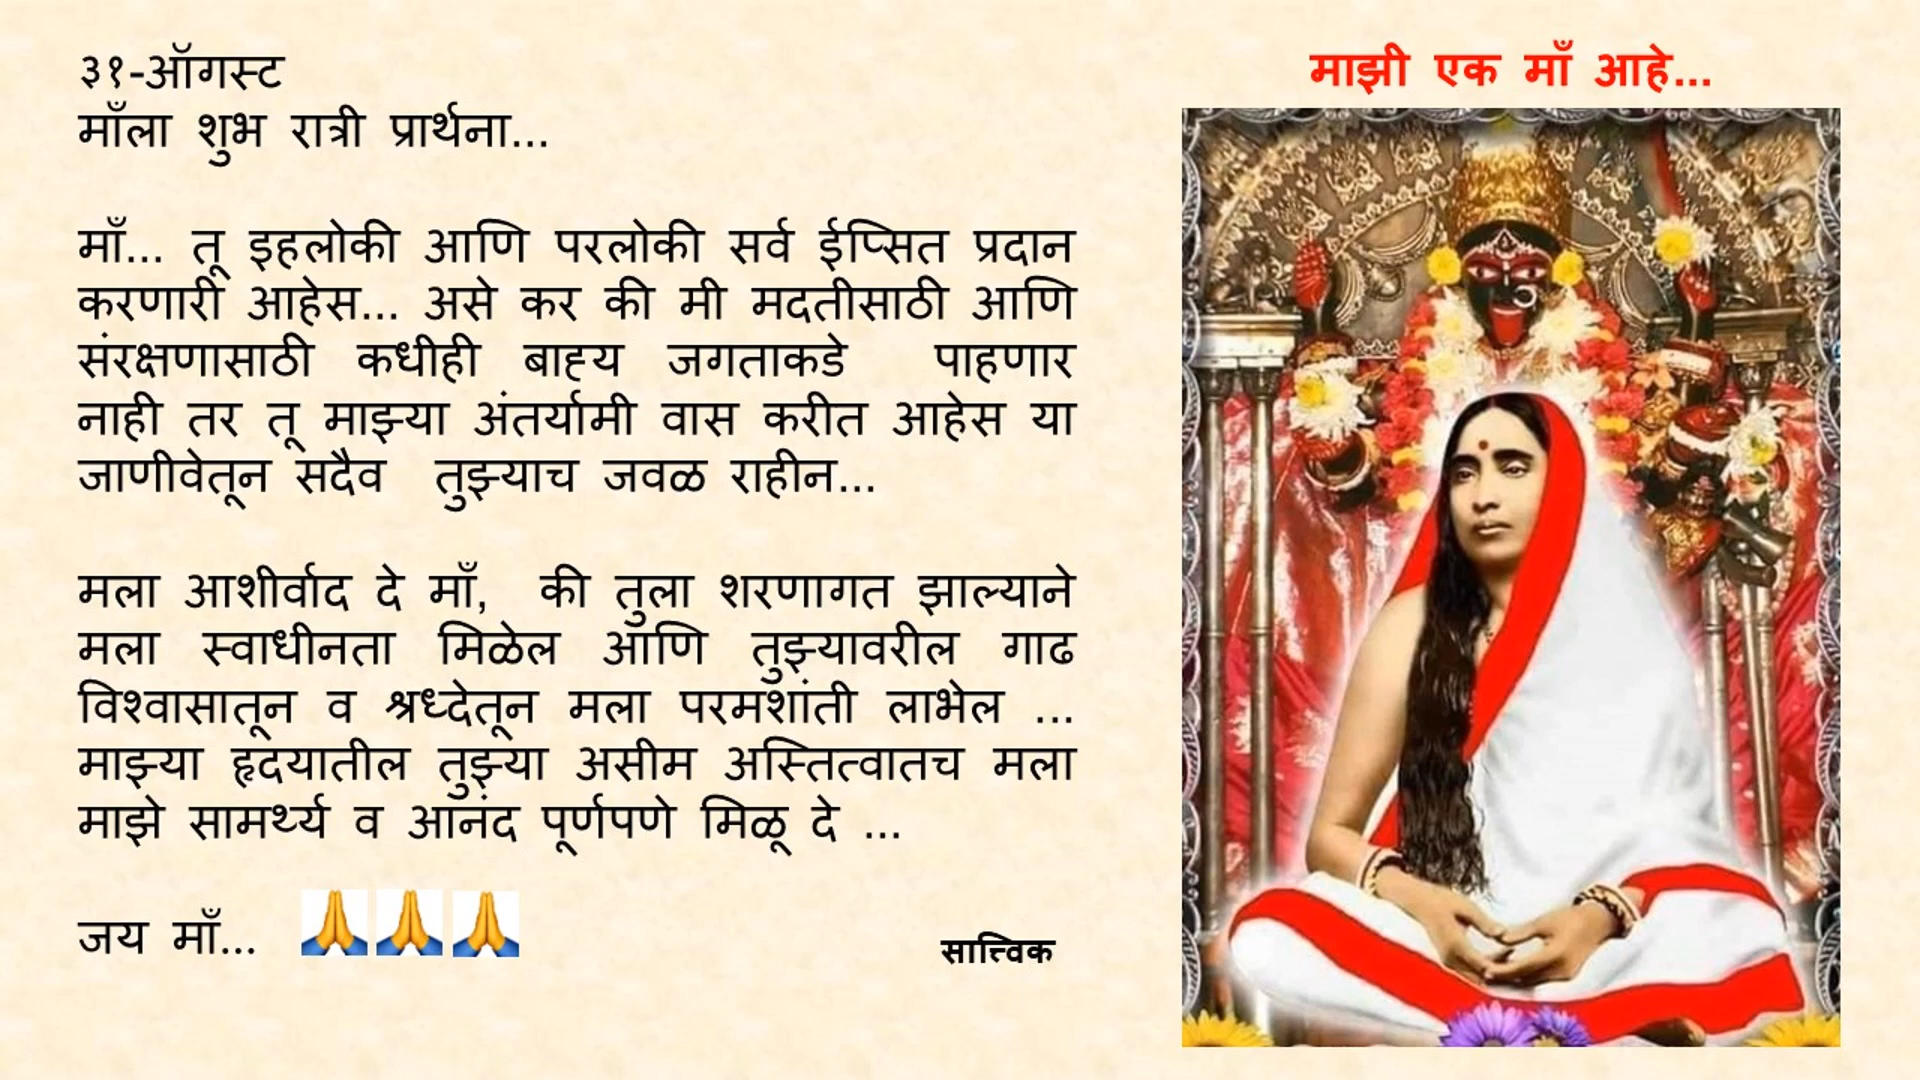 ३१-ऑगस्ट
माँला शुभ रात्री प्रार्थना...
माँ... तू इहलोकी आणि परलोकी सर्व ईप्सित प्रदान
करणारी आहेस... असे कर की मी मदतीसाठी आणि
संरक्षणासाठी कधीही बाह्य जगताकडे पाहणार
नाही तर तू माझ्या अंतर्यामी वास करीत आहेस या
जाणीवेतून सदैव तुझ्याच जवळ राहीन...
मला आशीर्वाद दे माँ, की तुला शरणागत झाल्याने
मला स्वाधीनता मिळेल आणि तुझ्यावरील गाढ
विश्वासातून व श्रध्देतून मला परमशांती लाभेल ...
माझ्या हृदयातील तुझ्या असीम अस्तित्वातच मला
माझे सामर्थ्य व आनंद पूर्णपणे मिळू दे ...
जय माँ... 🙏🙏🙏
सात्त्विक
माझी एक माँ आहे...